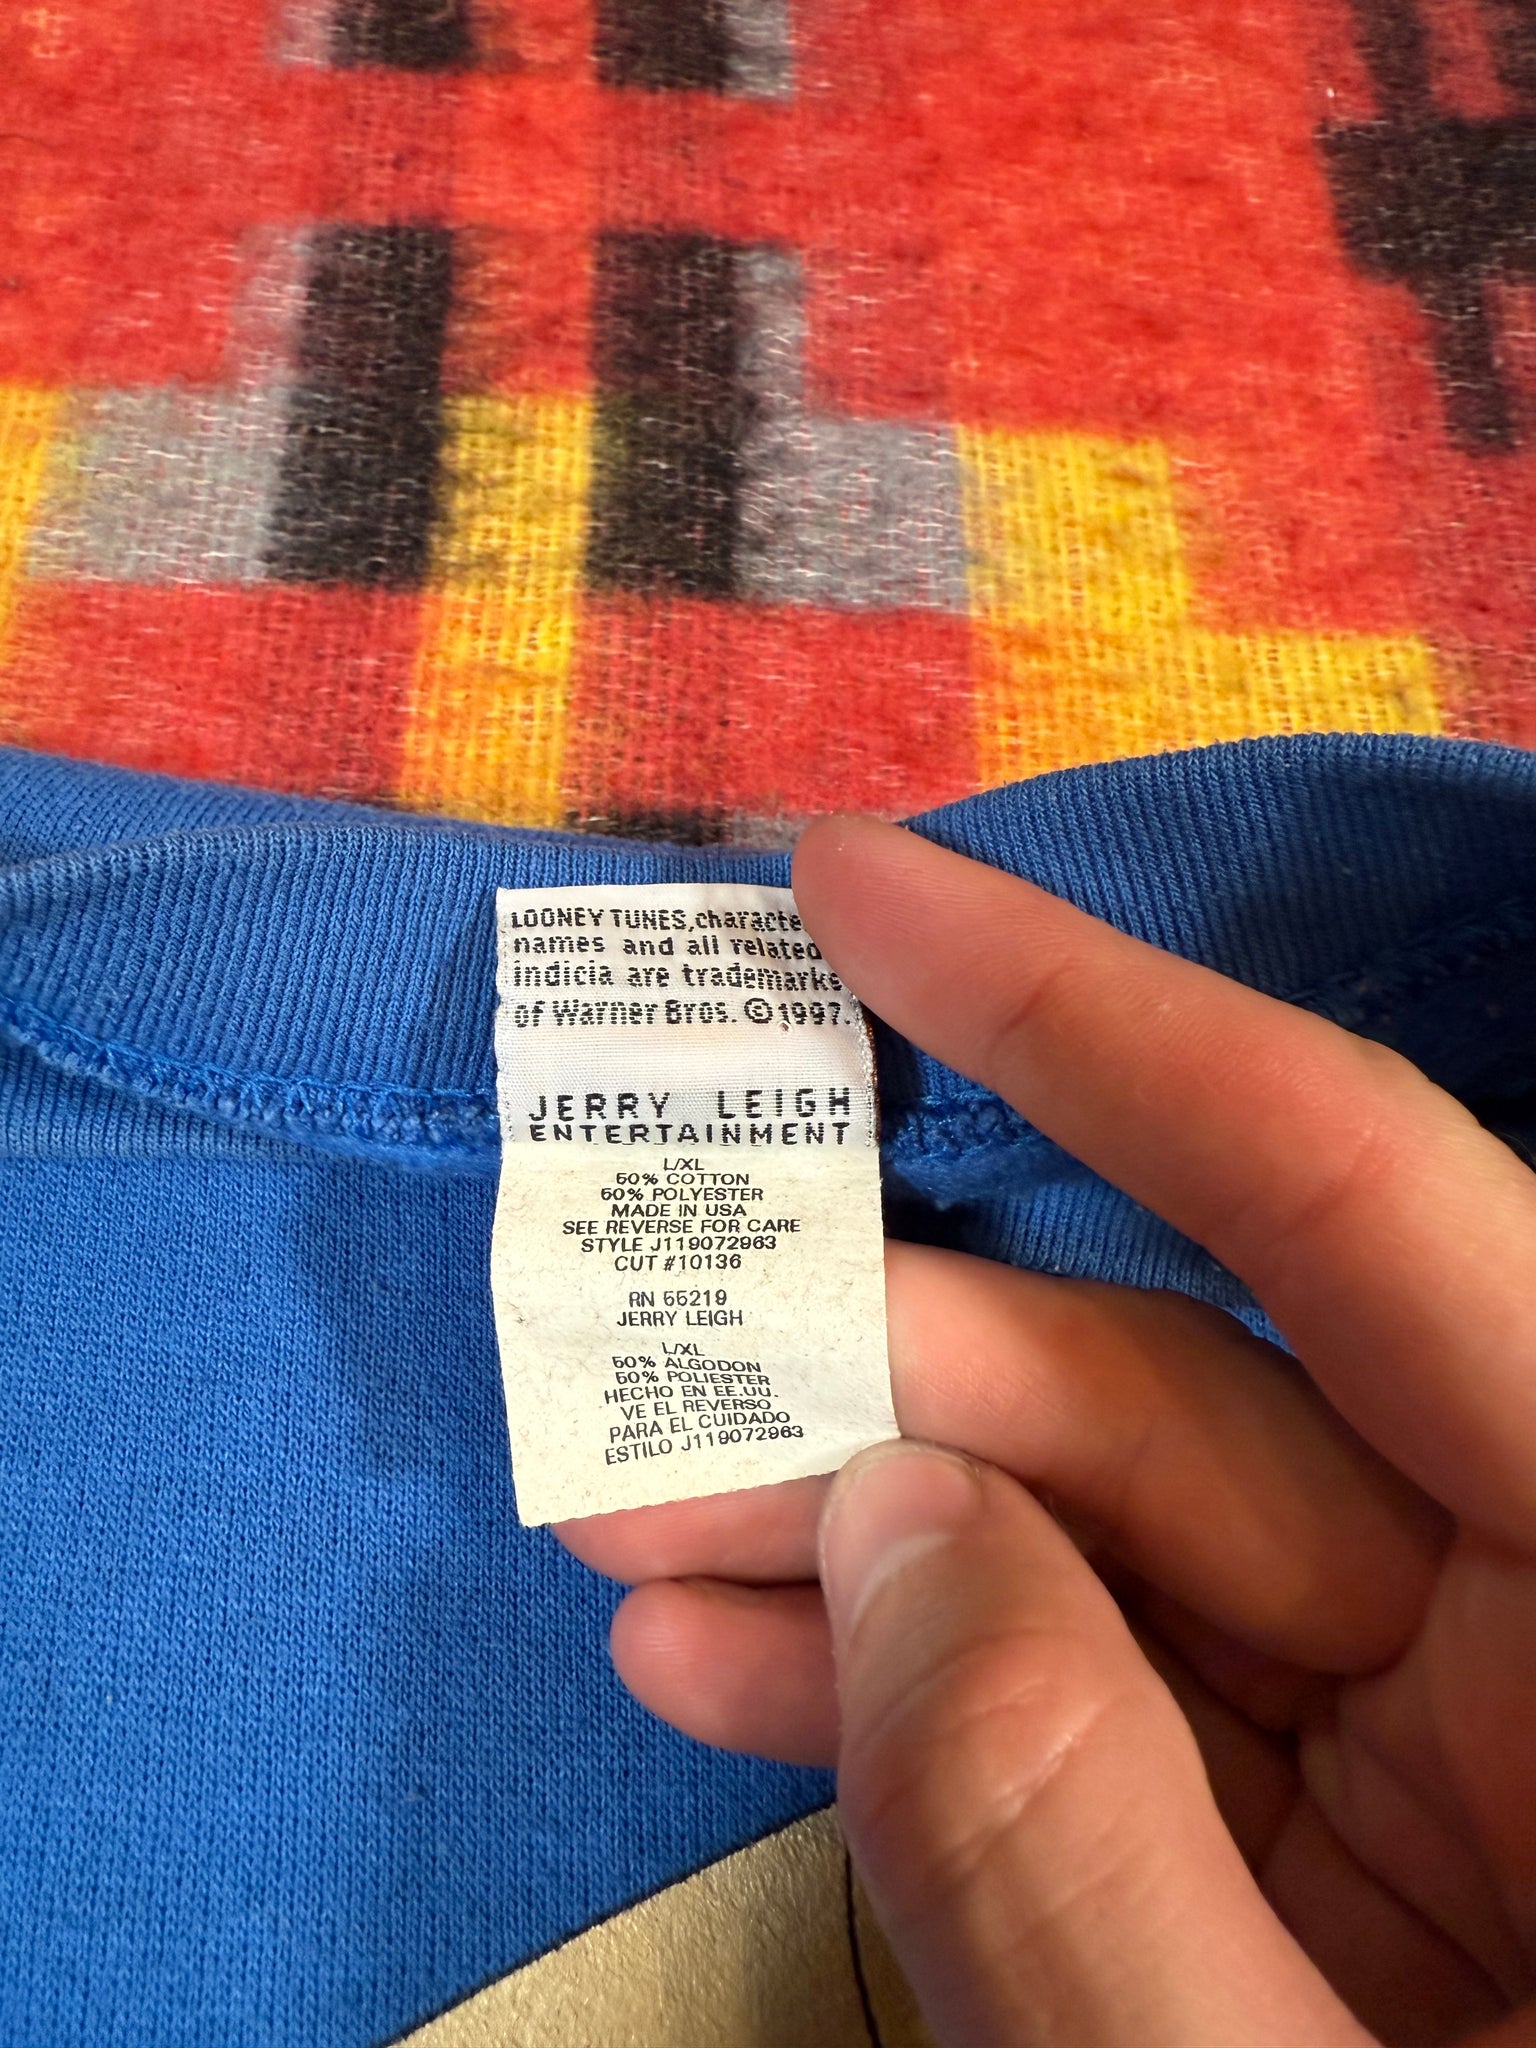 LOONEY TUNES, characte
names and all related
indicia are trademarks
of Warner Bros. ©1997.
JERRY LEIGH
ENTERTAINMENT
L/XL
50% COTTON
50% POLYESTER
MADE IN USA
SEE REVERSE FOR CARE
STYLE J119072963
CUT #10136
RN 55219
JERRY LEIGH
L/XL
50% ALGODON
50% POLIESTER
HECHO EN EE.UU.
VE EL REVERSO
PARA EL CUIDADO
ESTILO J119072963